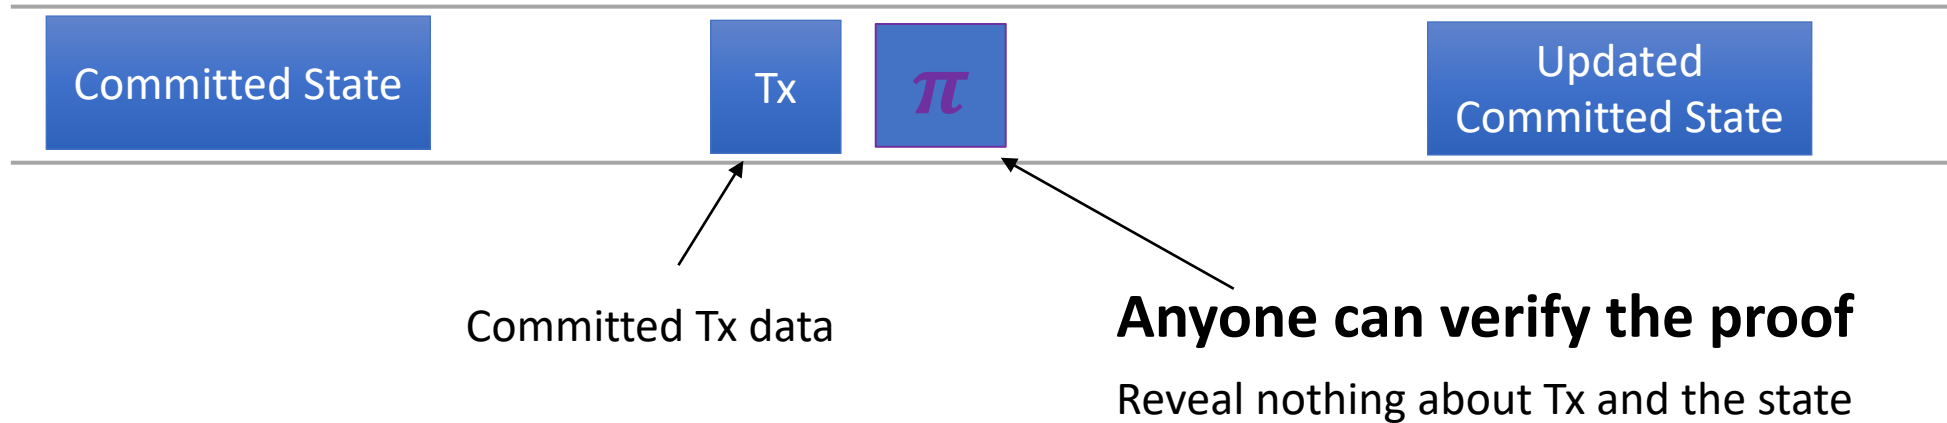 Committed State
Tx
π
Updated
Committed State
Committed Tx data
Anyone can verify the proof
Reveal nothing about Tx and the state